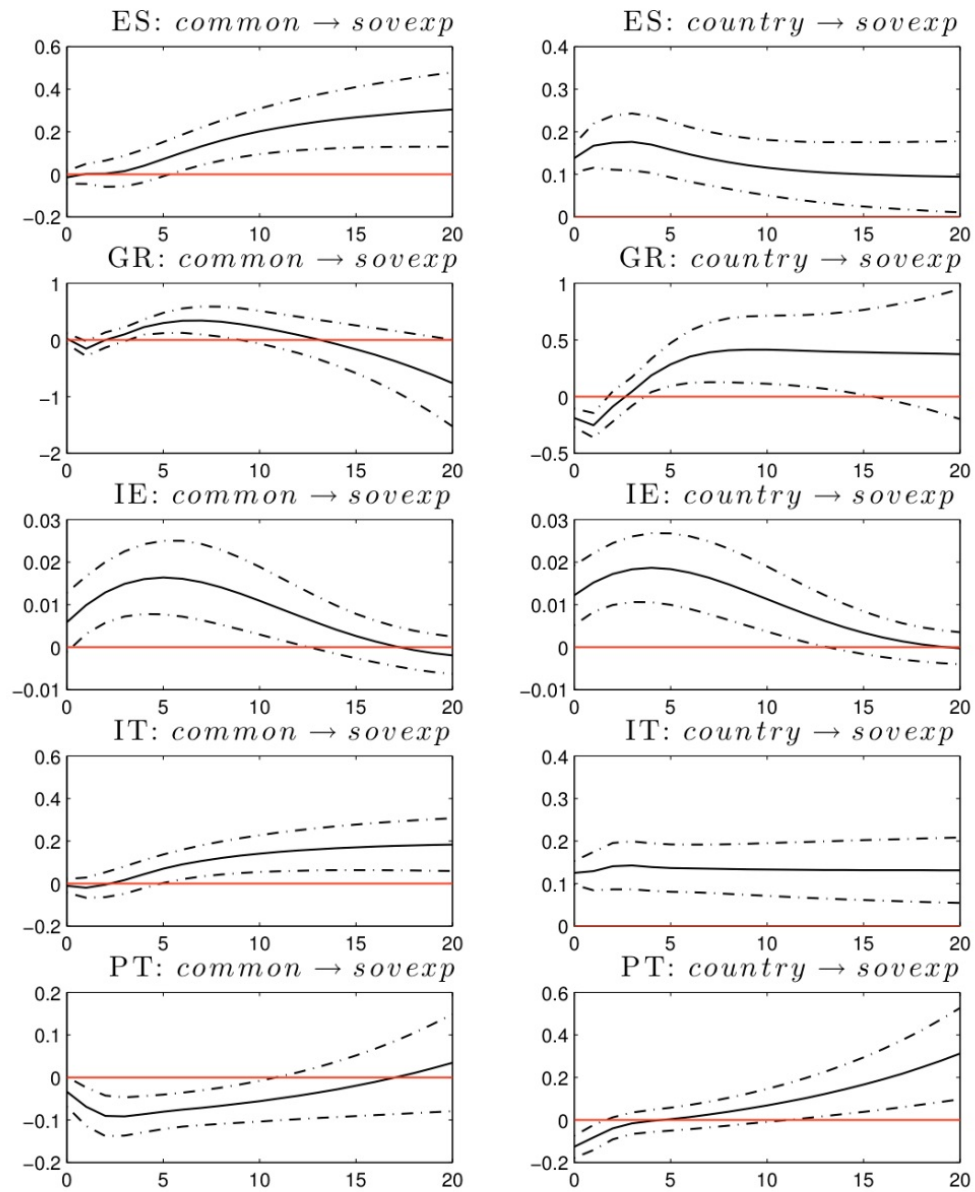 ES: common → sovexp
0.6
0.4
0.2
0
−0.2
0 5 10 15 20
ES: country → sovexp
0.4
0.3
0.2
0.1
0
0 5 10 15 20
GR: common → sovexp
1
0
−1
−2
0 5 10 15 20
GR: country → sovexp
1
0.5
0
−0.5
0 5 10 15 20
IE: common → sovexp
0.03
0.02
0.01
0
−0.01
0 5 10 15 20
IE: country → sovexp
0.03
0.02
0.01
0
−0.01
0 5 10 15 20
IT: common → sovexp
0.6
0.4
0.2
0
−0.2
0 5 10 15 20
IT: country → sovexp
0.4
0.3
0.2
0.1
0
0 5 10 15 20
PT: common → sovexp
0.2
0.1
0
−0.1
−0.2
0 5 10 15 20
PT: country → sovexp
0.6
0.4
0.2
0
−0.2
0 5 10 15 20